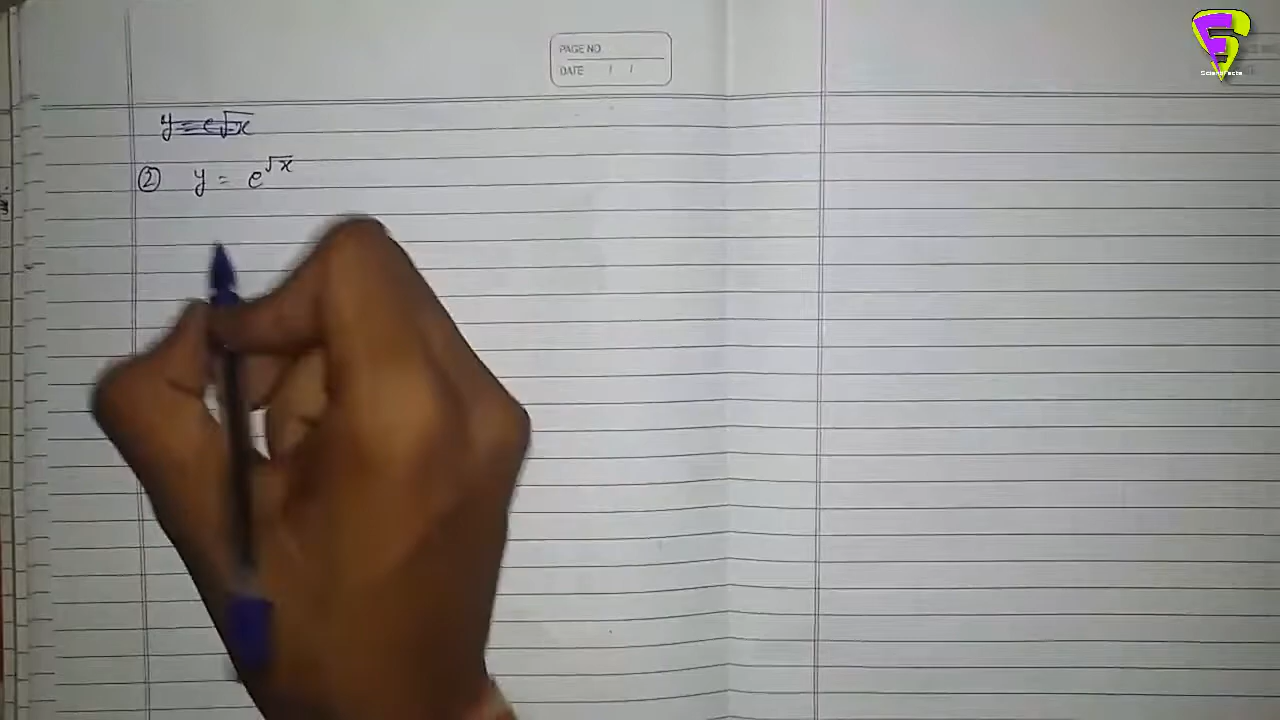 PAGE NO
DATE / /
y = e√x
② y = e^√x